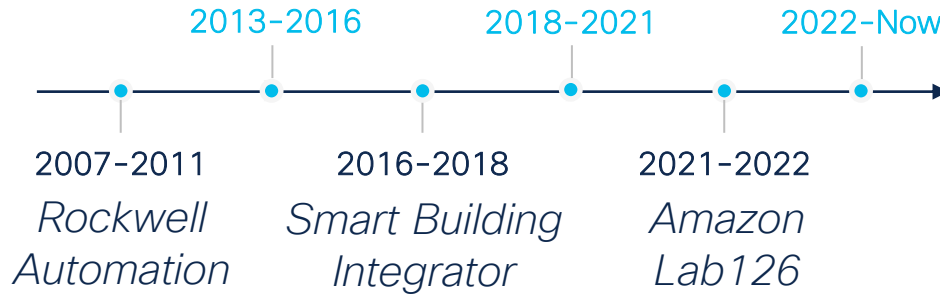 2013-2016
2018-2021
2022-Now
2007-2011
2016-2018
2021-2022
Rockwell
Automation
Smart Building
Integrator
Amazon
Lab126